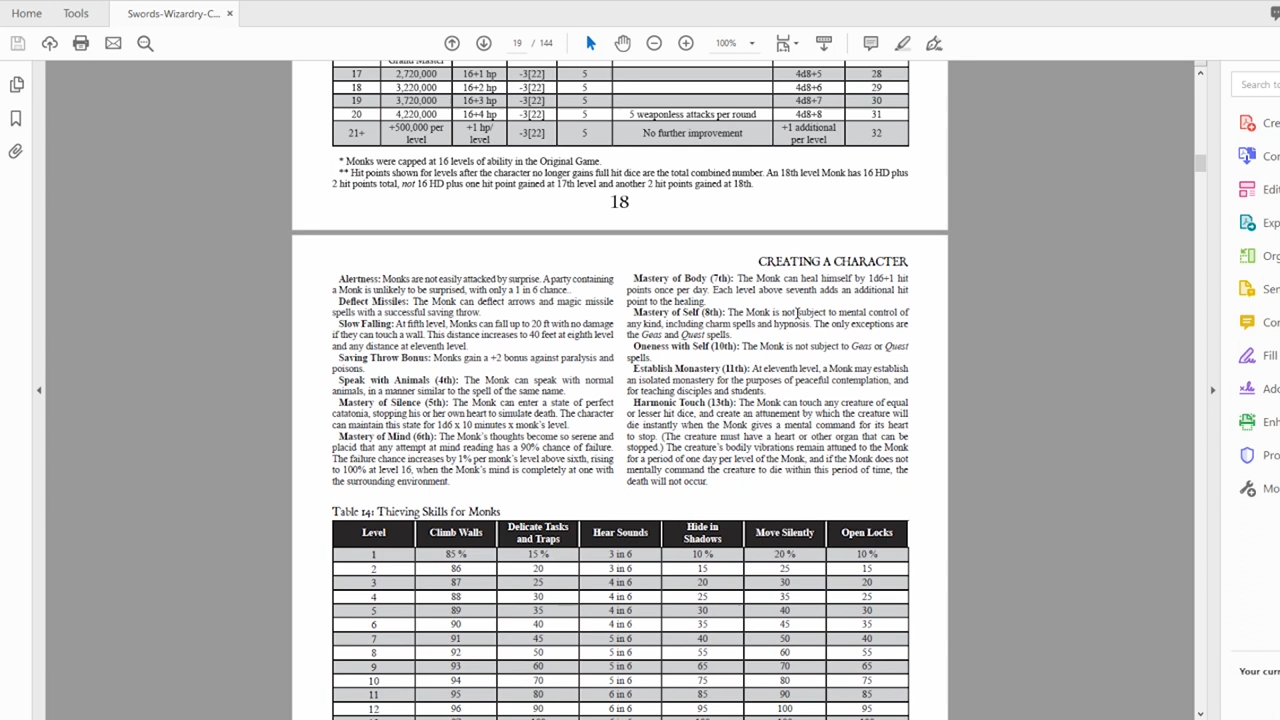 Home
Tools
Swords-Wizardry-C... ×
19 / 144
100%
Grand Master
17 2,720,000 16+1 hp -3[22] 5 4d8+5 28
18 3,220,000 16+2 hp -3[22] 5 4d8+6 29
19 3,720,000 16+3 hp -3[22] 5 4d8+7 30
20 4,220,000 16+4 hp -3[22] 5 5 weaponless attacks per round 4d8+8 31
21+ +500,000 per level +1 hp/ level -3[22] 5 No further improvement +1 additional per level 32
* Monks were capped at 16 levels of ability in the Original Game.
** Hit points shown for levels after the character no longer gains full hit dice are the total combined number. An 18th level Monk has 16 HD plus
2 hit points total, not 16 HD plus one hit point gained at 17th level and another 2 hit points gained at 18th.
18
CREATING A CHARACTER
Alertness: Monks are not easily attacked by surprise. A party containing
a Monk is unlikely to be surprised, with only a 1 in 6 chance..
Deflect Missiles: The Monk can deflect arrows and magic missile
spells with a successful saving throw.
Slow Falling: At fifth level, Monks can fall up to 20 ft with no damage
if they can touch a wall. This distance increases to 40 feet at eighth level
and any distance at eleventh level.
Saving Throw Bonus: Monks gain a +2 bonus against paralysis and
poisons.
Speak with Animals (4th): The Monk can speak with normal
animals, in a manner similar to the spell of the same name.
Mastery of Silence (5th): The Monk can enter a state of perfect
catatonia, stopping his or her own heart to simulate death. The character
can maintain this state for 1d6 x 10 minutes x monk's level.
Mastery of Mind (6th): The Monk's thoughts become so serene and
placid that any attempt at mind reading has a 90% chance of failure.
The failure chance increases by 1% per monk's level above sixth, rising
to 100% at level 16, when the Monk's mind is completely at one with
the surrounding environment.
Mastery of Body (7th): The Monk can heal himself by 1d6+1 hit
points once per day. Each level above seventh adds an additional hit
point to the healing.
Mastery of Self (8th): The Monk is not subject to mental control of
any kind, including charm spells and hypnosis. The only exceptions are
the Geas and Quest spells.
Oneness with Self (10th): The Monk is not subject to Geas or Quest
spells.
Establish Monastery (11th): At eleventh level, a Monk may establish
an isolated monastery for the purposes of peaceful contemplation, and
for teaching disciples and students.
Harmonic Touch (13th): The Monk can touch any creature of equal
or lesser hit dice, and create an attunement by which the creature will
die instantly when the Monk gives a mental command for its heart
to stop. (The creature must have a heart or other organ that can be
stopped.) The creature's bodily vibrations remain attuned to the Monk
for a period of one day per level of the Monk, and if the Monk does not
mentally command the creature to die within this period of time, the
death will not occur.
Table 14: Thieving Skills for Monks
Level Climb Walls Delicate Tasks and Traps Hear Sounds Hide in Shadows Move Silently Open Locks
1 85 % 15 % 3 in 6 10 % 20 % 10 %
2 86 20 3 in 6 15 25 15
3 87 25 4 in 6 20 30 20
4 88 30 4 in 6 25 35 25
5 89 35 4 in 6 30 40 30
6 90 40 4 in 6 35 45 35
7 91 45 5 in 6 40 50 40
8 92 50 5 in 6 55 60 55
9 93 60 5 in 6 65 70 65
10 94 70 5 in 6 75 80 75
11 95 80 6 in 6 85 90 85
12 96 90 6 in 6 95 100 95
Search to
Cre
Con
Edit
Exp
Org
Sen
Con
Fill
Add
Enh
Pro
Mo
Your curr